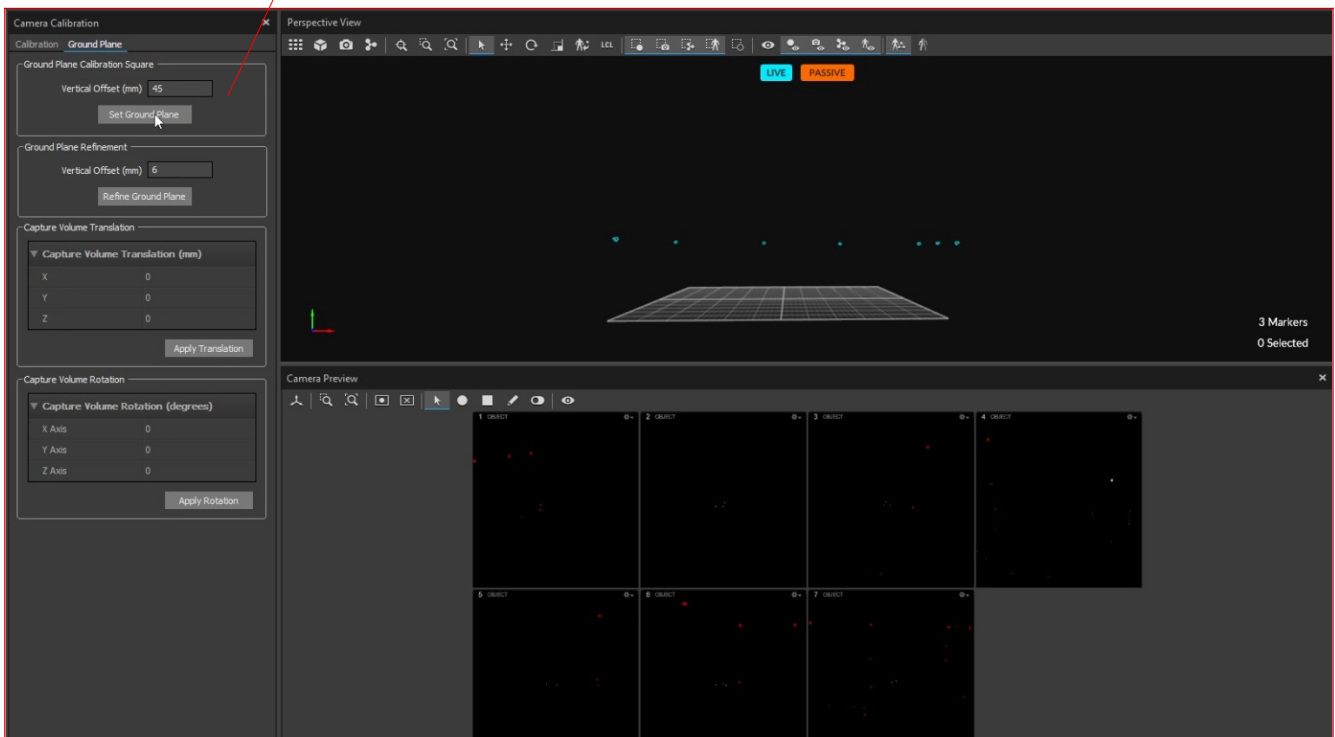 Camera Calibration
Calibration Ground Plane
Ground Plane Calibration Square
Vertical Offset (mm) 45
Set Ground Plane
Ground Plane Refinement
Vertical Offset (mm) 6
Refine Ground Plane
Capture Volume Translation
Capture Volume Translation (mm)
X 0
Y 0
Z 0
Apply Translation
Capture Volume Rotation
Capture Volume Rotation (degrees)
X Axis 0
Y Axis 0
Z Axis 0
Apply Rotation
Perspective View
LCL
LIVE PASSIVE
3 Markers
0 Selected
Camera Preview
1 OBJECT
2 OBJECT
3 OBJECT
4 OBJECT
5 OBJECT
6 OBJECT
7 OBJECT